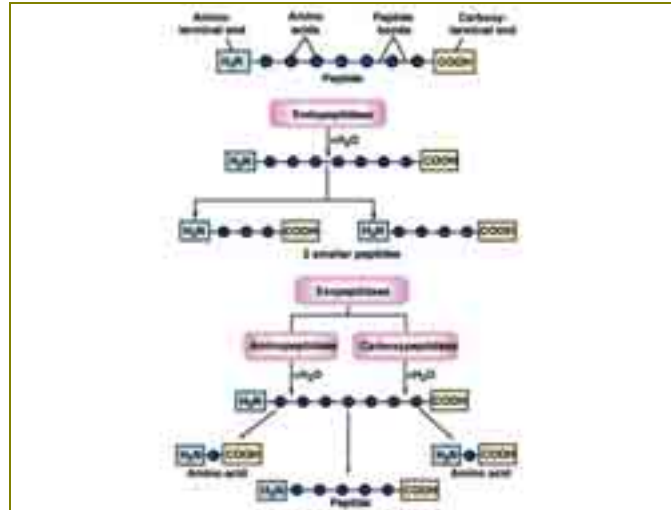 Amino-
terminal end
Amino
acids
Peptide
bonds
Carboxy-
terminal end
H₂N
COOH
Peptide
Endopeptidase
+H₂O
H₂N
COOH
H₂N
COOH
H₂N
COOH
2 smaller peptides
Exopeptidases
Aminopeptidase
Carboxypeptidase
+H₂O
+H₂O
H₂N
COOH
H₂N
COOH
Amino acid
H₂N
COOH
Amino acid
H₂N
COOH
Peptide